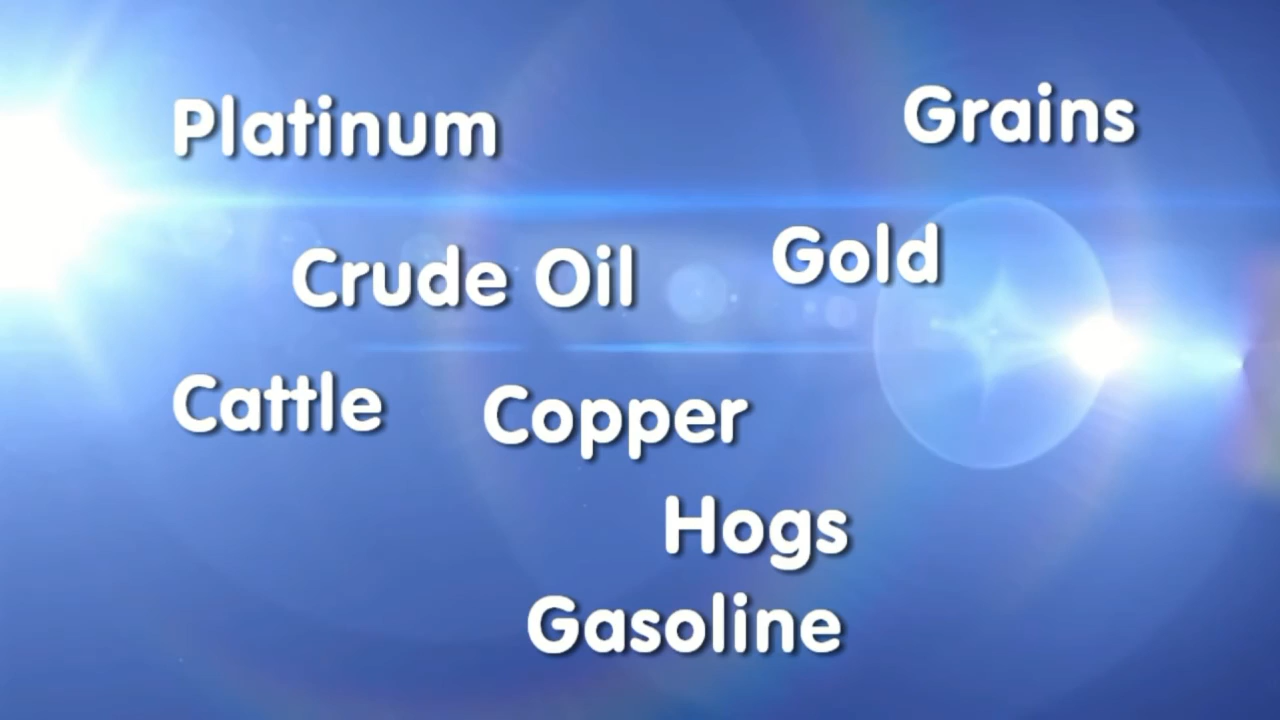 Platinum
Grains
Crude Oil
Gold
Cattle
Copper
Hogs
Gasoline